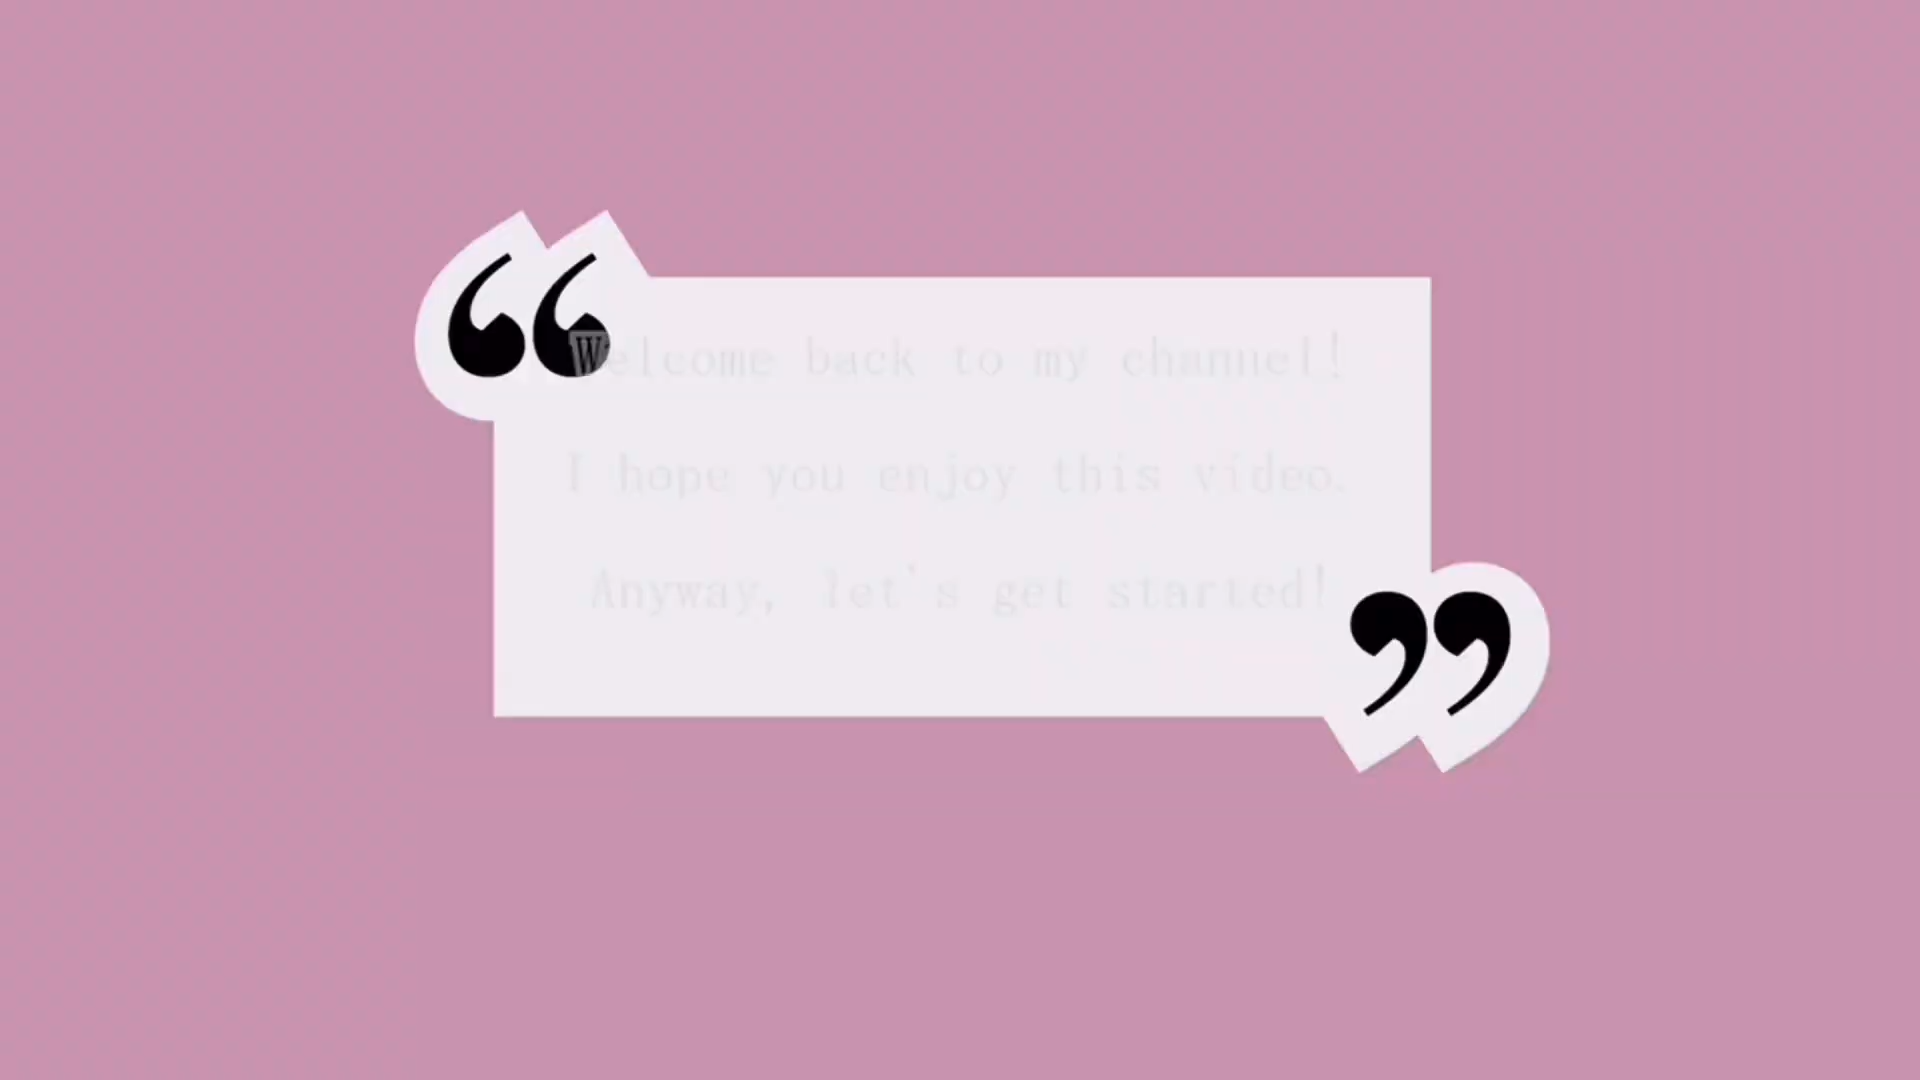 “
Welcome back to my channel!
I hope you enjoy this video.
Anyway, let's get started!
”